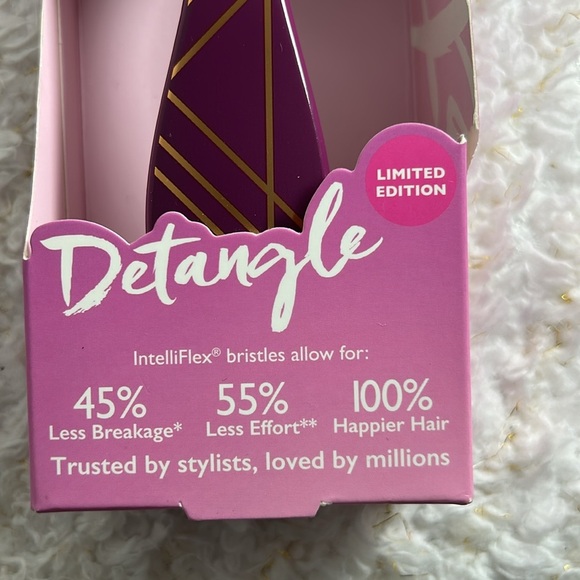 LIMITED
EDITION
Detangle
IntelliFlex® bristles allow for:
45% 55% 100%
Less Breakage* Less Effort** Happier Hair
Trusted by stylists, loved by millions